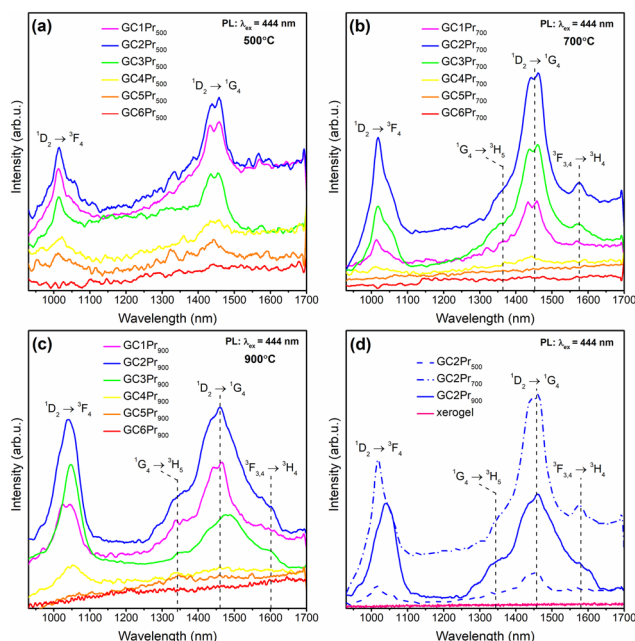 (a)
PL: λex = 444 nm
500°C
GC1Pr500
GC2Pr500
GC3Pr500
GC4Pr500
GC5Pr500
GC6Pr500
¹D₂ → ¹G₄
¹D₂ → ³F₄
Intensity (arb.u.)
1000 1100 1200 1300 1400 1500 1600 1700
Wavelength (nm)
(b)
PL: λex = 444 nm
700°C
GC1Pr700
GC2Pr700
GC3Pr700
GC4Pr700
GC5Pr700
GC6Pr700
¹D₂ → ¹G₄
¹D₂ → ³F₄
¹G₄ → ³H₅
³F₃,₄ → ³H₄
Intensity (arb.u.)
1000 1100 1200 1300 1400 1500 1600 1700
Wavelength (nm)
(c)
PL: λex = 444 nm
900°C
GC1Pr900
GC2Pr900
GC3Pr900
GC4Pr900
GC5Pr900
GC6Pr900
¹D₂ → ¹G₄
¹D₂ → ³F₄
¹G₄ → ³H₅
³F₃,₄ → ³H₄
Intensity (arb.u.)
1000 1100 1200 1300 1400 1500 1600 1700
Wavelength (nm)
(d)
PL: λex = 444 nm
GC2Pr500
GC2Pr700
GC2Pr900
xerogel
¹D₂ → ¹G₄
¹D₂ → ³F₄
¹G₄ → ³H₅
³F₃,₄ → ³H₄
Intensity (arb.u.)
1000 1100 1200 1300 1400 1500 1600 1700
Wavelength (nm)